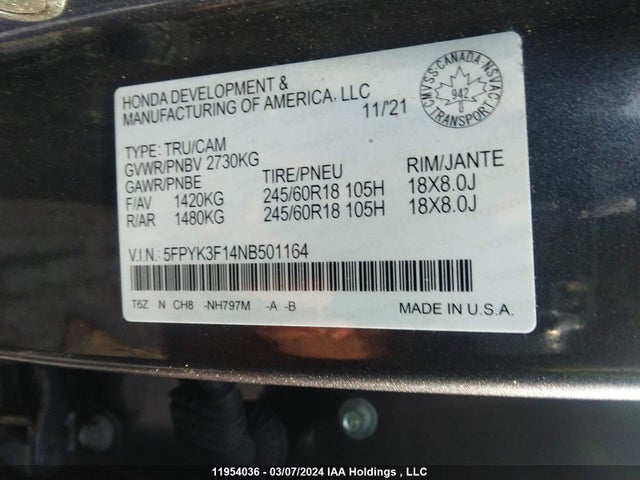 HONDA DEVELOPMENT &
MANUFACTURING OF AMERICA, LLC
11/21
CMVSS·CANADA·NSVAC
942
TRANSPORT
TYPE: TRU/CAM
GVWR/PNBV 2730KG
GAWR/PNBE TIRE/PNEU RIM/JANTE
F/AV 1420KG 245/60R18 105H 18X8.0J
R/AR 1480KG 245/60R18 105H 18X8.0J
V.I.N.: 5FPYK3F14NB501164
T6Z N CH8 -NH797M -A -B MADE IN U.S.A.
11954036 - 03/07/2024 IAA Holdings , LLC